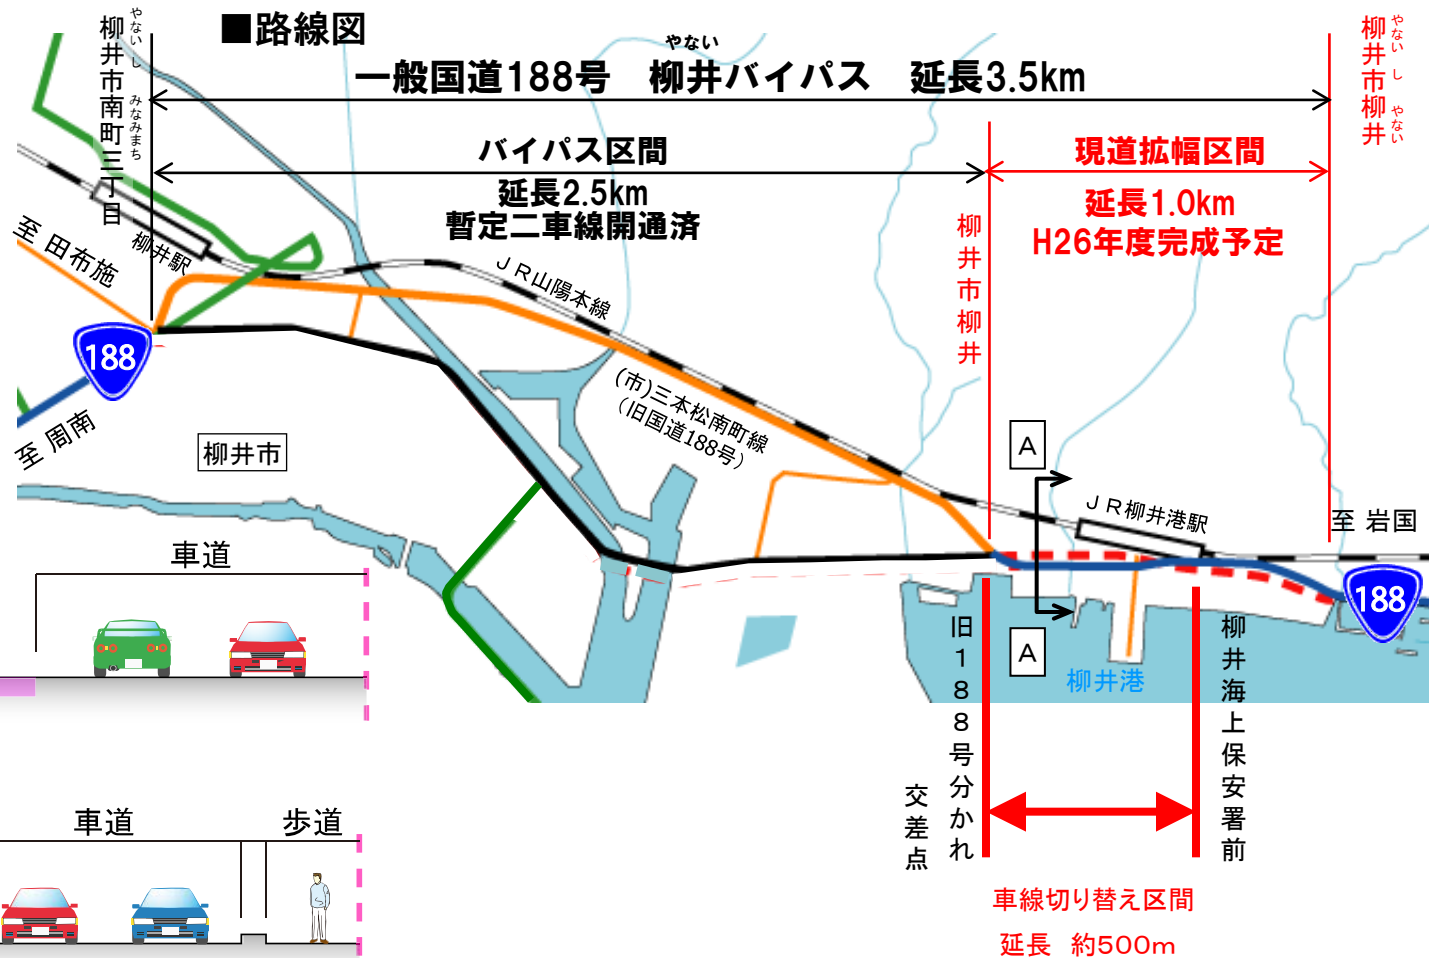 ■路線図
やない
一般国道188号　柳井バイパス　延長3.5km
やないし　みなみまち
柳井市南町三丁目
やない　し　やない
柳井市柳井
バイパス区間
延長2.5km
暫定二車線開通済
現道拡幅区間
延長1.0km
H26年度完成予定
柳井市柳井
至 田布施
柳井駅
ＪＲ山陽本線
188
至 周南
柳井市
(市)三本松南町線
（旧国道188号）
A
ＪＲ柳井港駅
至 岩国
188
A
柳井港
旧１８８号分かれ
交差点
柳井海上保安署前
車線切り替え区間
延長　約500m
車道
車道
歩道